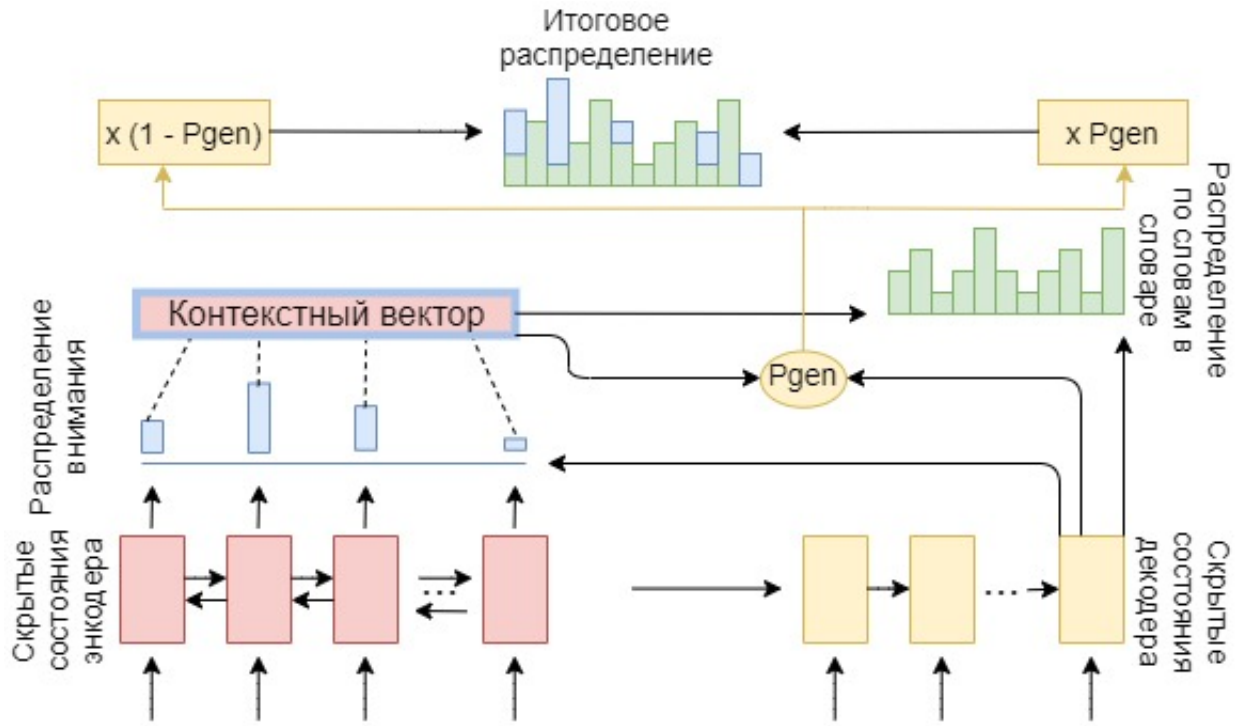 Итоговое
распределение
x (1 - Pgen)
x Pgen
Распределение
по словам в
словаре
Контекстный вектор
Распределение
внимания
Pgen
Скрытые
состояния
энкодера
...
...
Скрытые
состояния
декодера